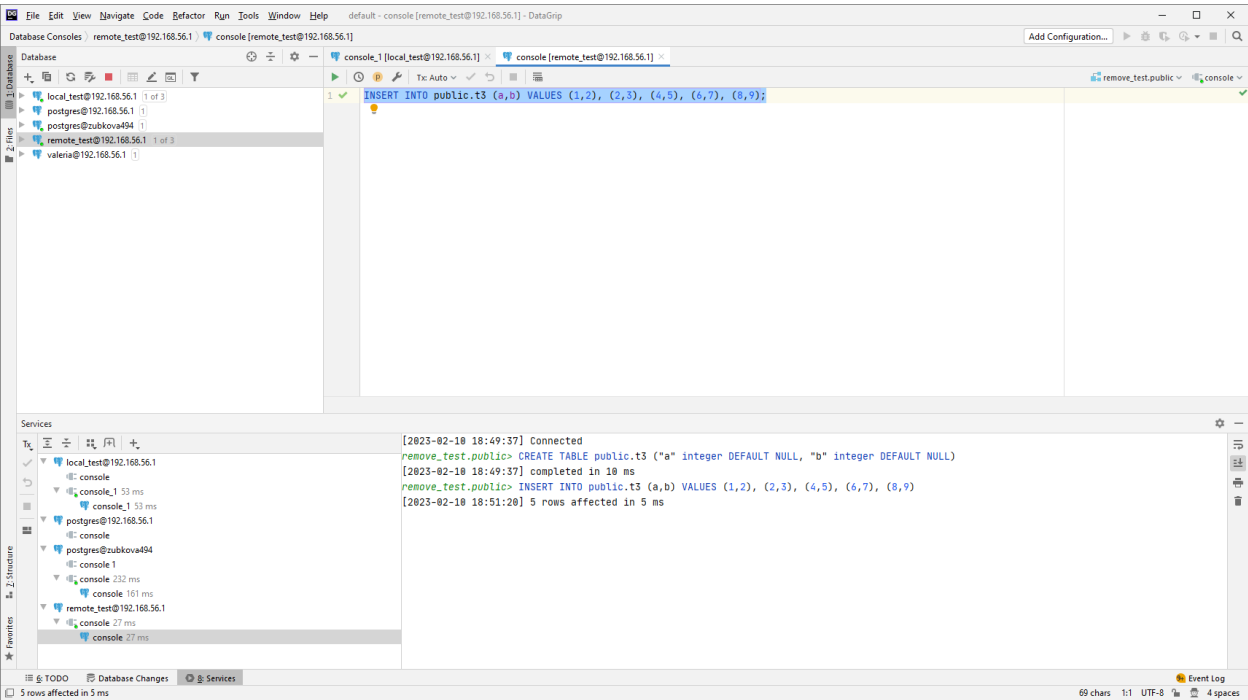 File Edit View Navigate Code Refactor Run Tools Window Help default - console [remote_test@192.168.56.1] - DataGrip
Database Consoles remote_test@192.168.56.1 console [remote_test@192.168.56.1] Add Configuration...
1: Database
2: Files
Database
console_1 [local_test@192.168.56.1] console [remote_test@192.168.56.1]
Tx: Auto remove_test.public console
local_test@192.168.56.1 1 of 3
postgres@192.168.56.1 1
postgres@zubkova494 1
remote_test@192.168.56.1 1 of 3
valeria@192.168.56.1 1
1 INSERT INTO public.t3 (a,b) VALUES (1,2), (2,3), (4,5), (6,7), (8,9);
Services
Tx
local_test@192.168.56.1
console
console_1 53 ms
console_1 53 ms
postgres@192.168.56.1
console
postgres@zubkova494
console 1
console 232 ms
console 161 ms
remote_test@192.168.56.1
console 27 ms
console 27 ms
[2023-02-10 18:49:37] Connected
remove_test.public> CREATE TABLE public.t3 ("a" integer DEFAULT NULL, "b" integer DEFAULT NULL)
[2023-02-10 18:49:37] completed in 10 ms
remove_test.public> INSERT INTO public.t3 (a,b) VALUES (1,2), (2,3), (4,5), (6,7), (8,9)
[2023-02-10 18:51:20] 5 rows affected in 5 ms
Z: Structure
Favorites
6: TODO Database Changes 8: Services Event Log
5 rows affected in 5 ms 69 chars 1:1 UTF-8 4 spaces